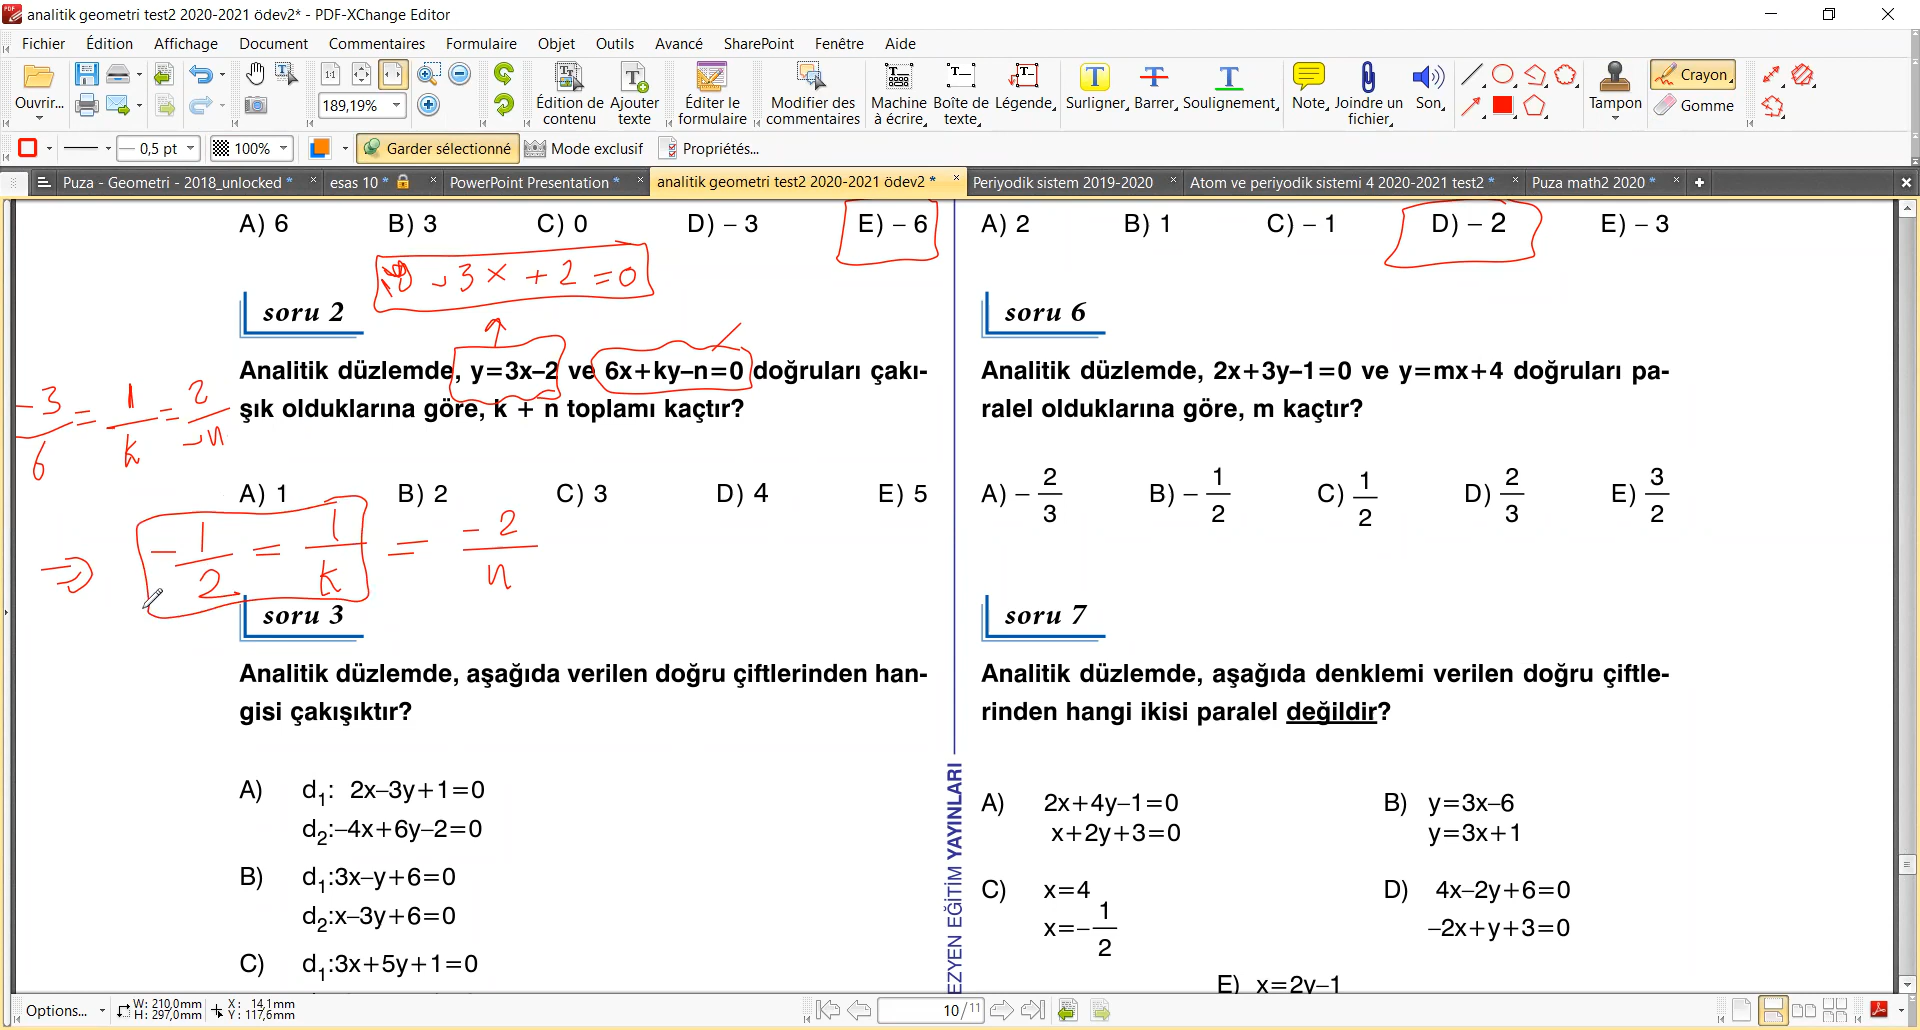 analitik geometri test2 2020-2021 ödev2* - PDF-XChange Editor
Fichier Édition Affichage Document Commentaires Formulaire Objet Outils Avancé SharePoint Fenêtre Aide
Ouvrir... 189,19% Édition de contenu Ajouter texte Éditer le formulaire Modifier des commentaires Machine à écrire Boîte de texte Légende Surligner Barrer Soulignement Note Joindre un fichier Son Tampon Crayon Gomme
0,5 pt 100% Garder sélectionné Mode exclusif Propriétés...
Puza - Geometri - 2018_unlocked * esas 10 * PowerPoint Presentation * analitik geometri test2 2020-2021 ödev2 * Periyodik sistem 2019-2020 Atom ve periyodik sistemi 4 2020-2021 test2 * Puza math2 2020 *
A) 6 B) 3 C) 0 D) – 3 E) – 6
3x + 2 = 0
soru 2
Analitik düzlemde, y=3x–2 ve 6x+ky–n=0 doğruları çakı-
şık olduklarına göre, k + n toplamı kaçtır?
-3/6 = 1/k = 2/-n
A) 1 B) 2 C) 3 D) 4 E) 5
⇒ -1/2 = 1/k = -2/n
soru 3
Analitik düzlemde, aşağıda verilen doğru çiftlerinden han-
gisi çakışıktır?
A) d1: 2x–3y+1=0
d2:–4x+6y–2=0
B) d1:3x–y+6=0
d2:x–3y+6=0
C) d1:3x+5y+1=0
EZYEN EĞİTİM YAYINLARI
A) 2 B) 1 C) – 1 D) – 2 E) – 3
soru 6
Analitik düzlemde, 2x+3y–1=0 ve y=mx+4 doğruları pa-
ralel olduklarına göre, m kaçtır?
A) – 2/3 B) – 1/2 C) 1/2 D) 2/3 E) 3/2
soru 7
Analitik düzlemde, aşağıda denklemi verilen doğru çiftle-
rinden hangi ikisi paralel değildir?
A) 2x+4y–1=0
x+2y+3=0
B) y=3x–6
y=3x+1
C) x=4
x=–1/2
D) 4x–2y+6=0
–2x+y+3=0
E) x=2y–1
Options... W: 210,0mm H: 297,0mm X: 14,1mm Y: 117,6mm 10/11